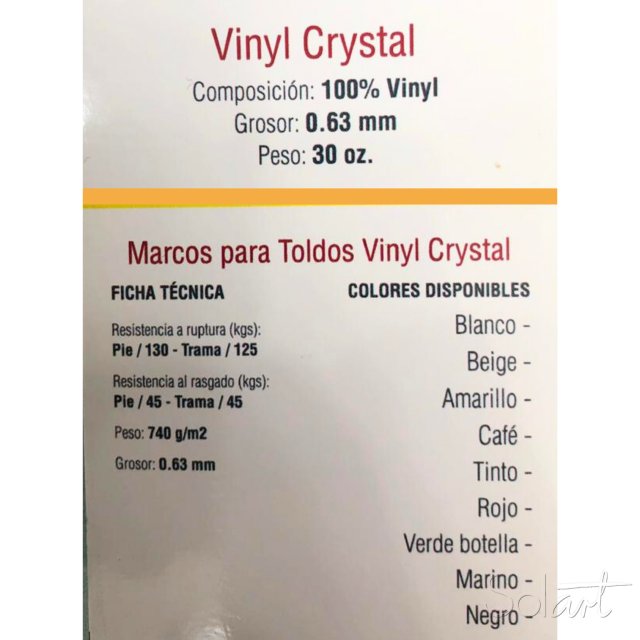 Vinyl Crystal
Composición: 100% Vinyl
Grosor: 0.63 mm
Peso: 30 oz.
Marcos para Toldos Vinyl Crystal
FICHA TÉCNICA
Resistencia a ruptura (kgs):
Pie / 130 - Trama / 125
Resistencia al rasgado (kgs):
Pie / 45 - Trama / 45
Peso: 740 g/m2
Grosor: 0.63 mm
COLORES DISPONIBLES
Blanco -
Beige -
Amarillo -
Café -
Tinto -
Rojo -
Verde botella -
Marino -
Negro -
Solart